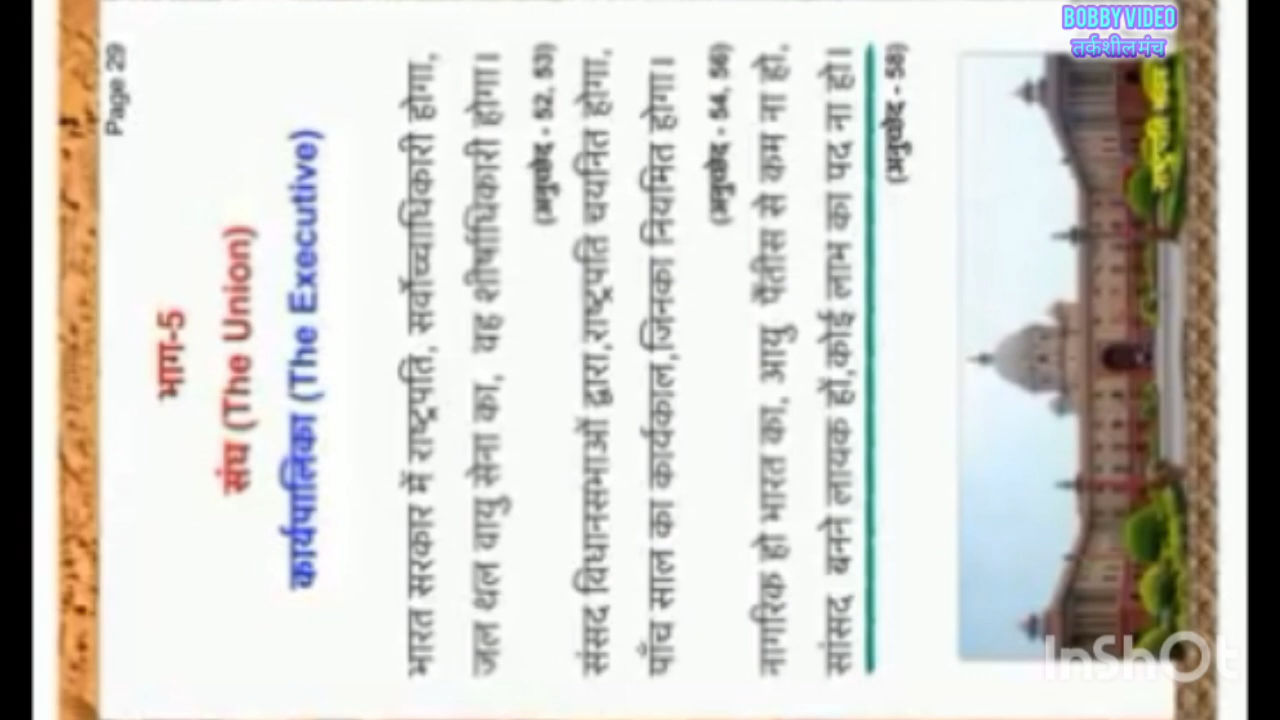 BOBBY VIDEO
तर्कशील मंच
Page 29
भाग-5
संघ (The Union)
कार्यपालिका (The Executive)
भारत सरकार में राष्ट्रपति, सर्वोच्चाधिकारी होगा,
जल थल वायु सेना का, यह शीर्षाधिकारी होगा।
(अनुच्छेद - 52, 53)
संसद विधानसभाओं द्वारा,राष्ट्रपति चयनित होगा,
पाँच साल का कार्यकाल,जिनका नियमित होगा।
(अनुच्छेद - 54, 56)
नागरिक हो भारत का, आयु पैंतीस से कम ना हो,
सांसद बनने लायक हों,कोई लाभ का पद ना हो।
(अनुच्छेद - 58)
InShOt